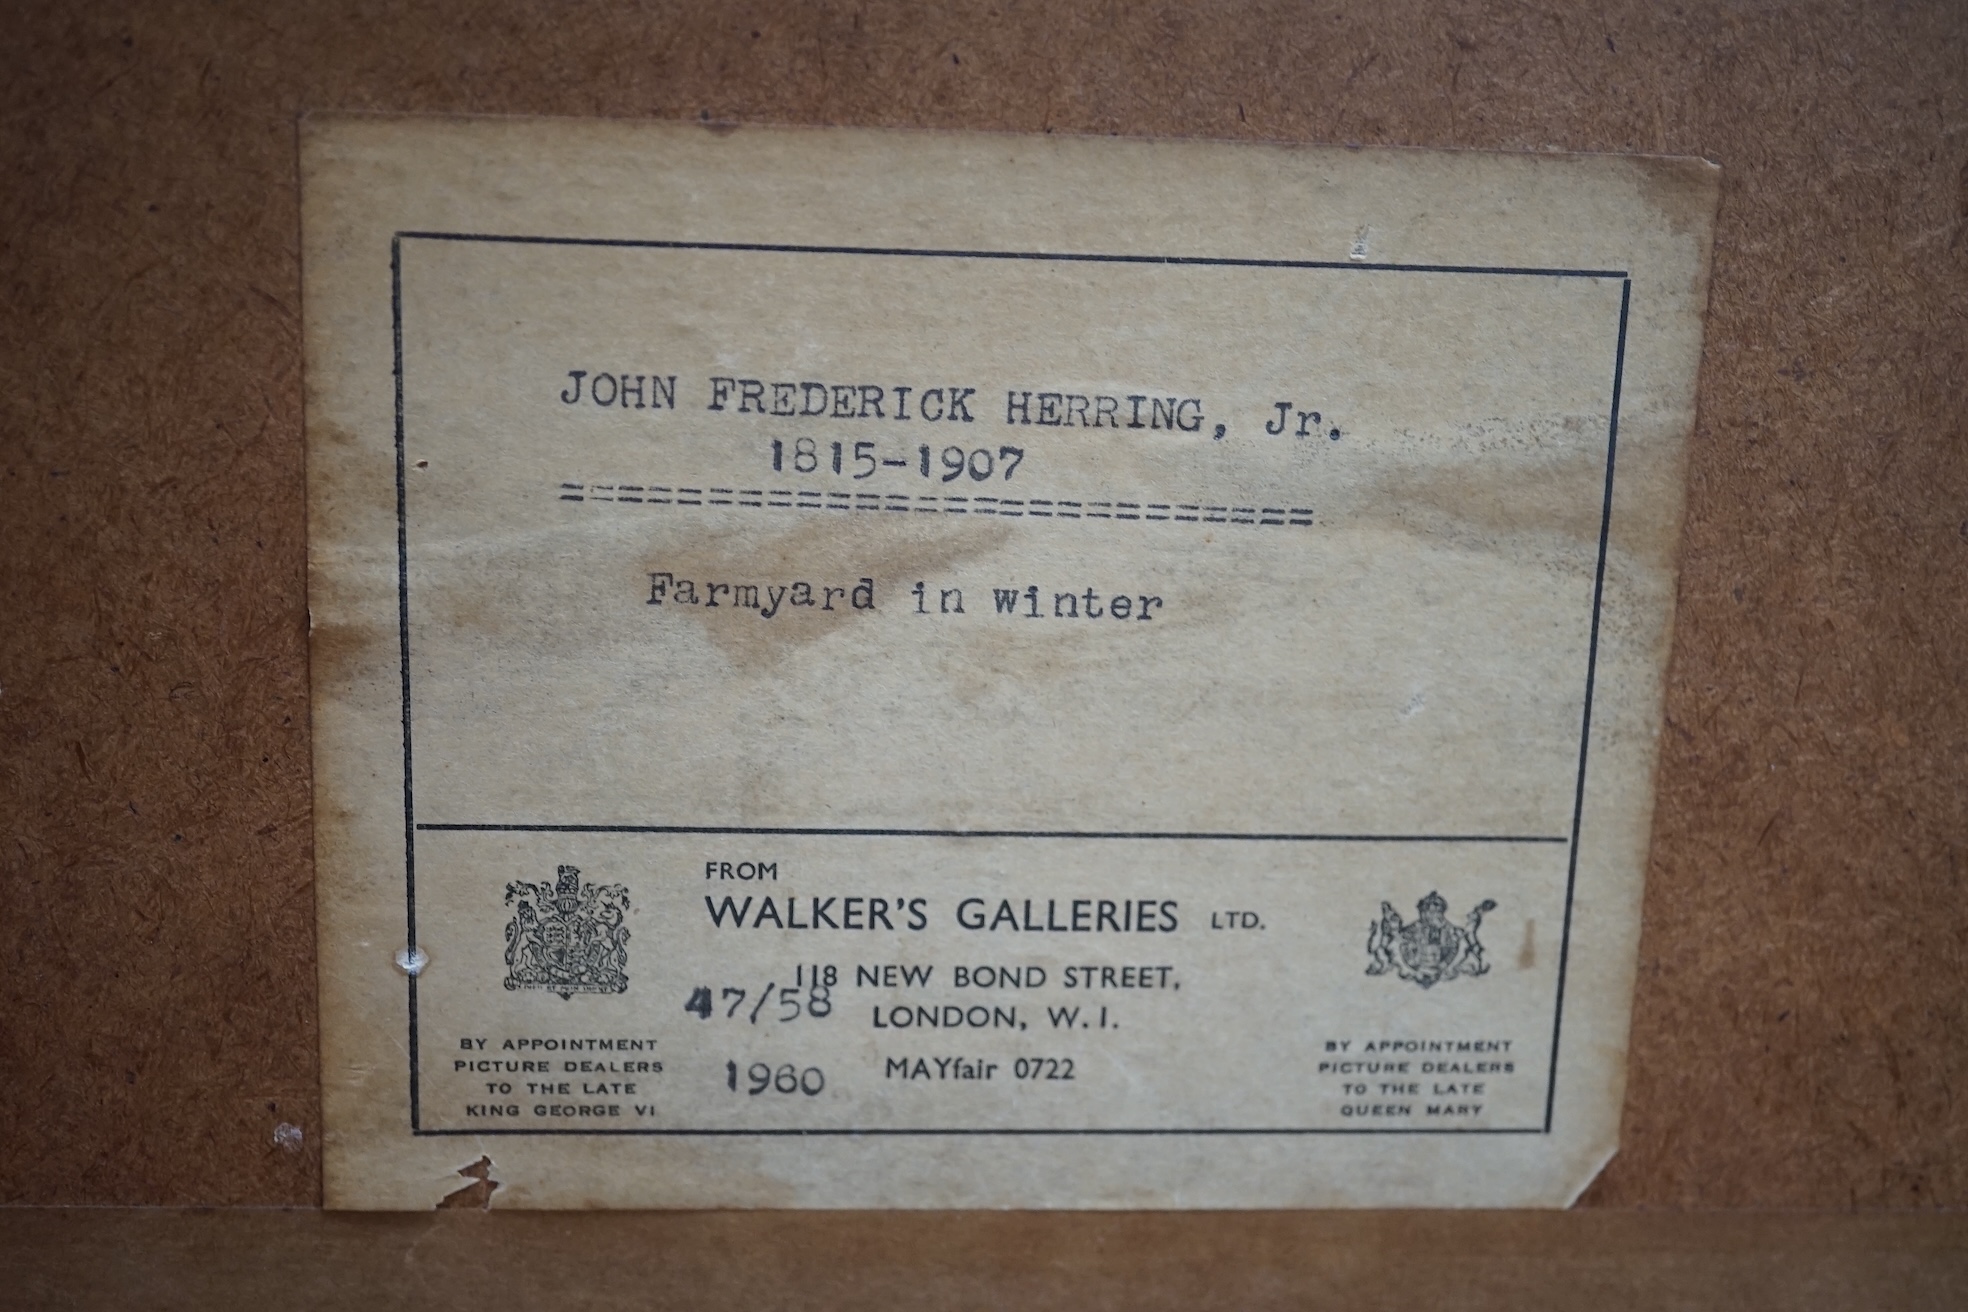 JOHN FREDERICK HERRING, Jr.
1815-1907
==========================
Farmyard in winter
FROM
WALKER'S GALLERIES LTD.
118 NEW BOND STREET,
47/58
LONDON, W.1.
1960
MAYfair 0722
BY APPOINTMENT
PICTURE DEALERS
TO THE LATE
KING GEORGE VI
BY APPOINTMENT
PICTURE DEALERS
TO THE LATE
QUEEN MARY